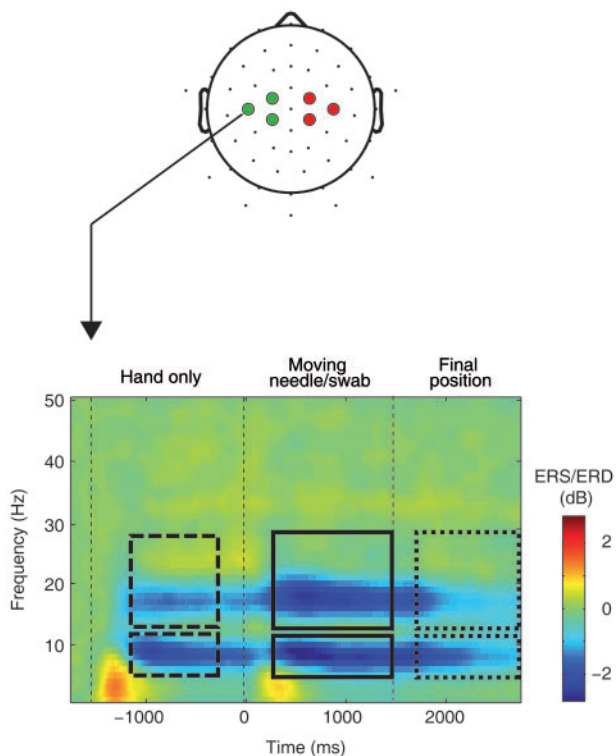 Hand only
Moving
needle/swab
Final
position
50
40
30
20
10
Frequency (Hz)
−1000
0
1000
2000
Time (ms)
ERS/ERD
(dB)
2
0
−2